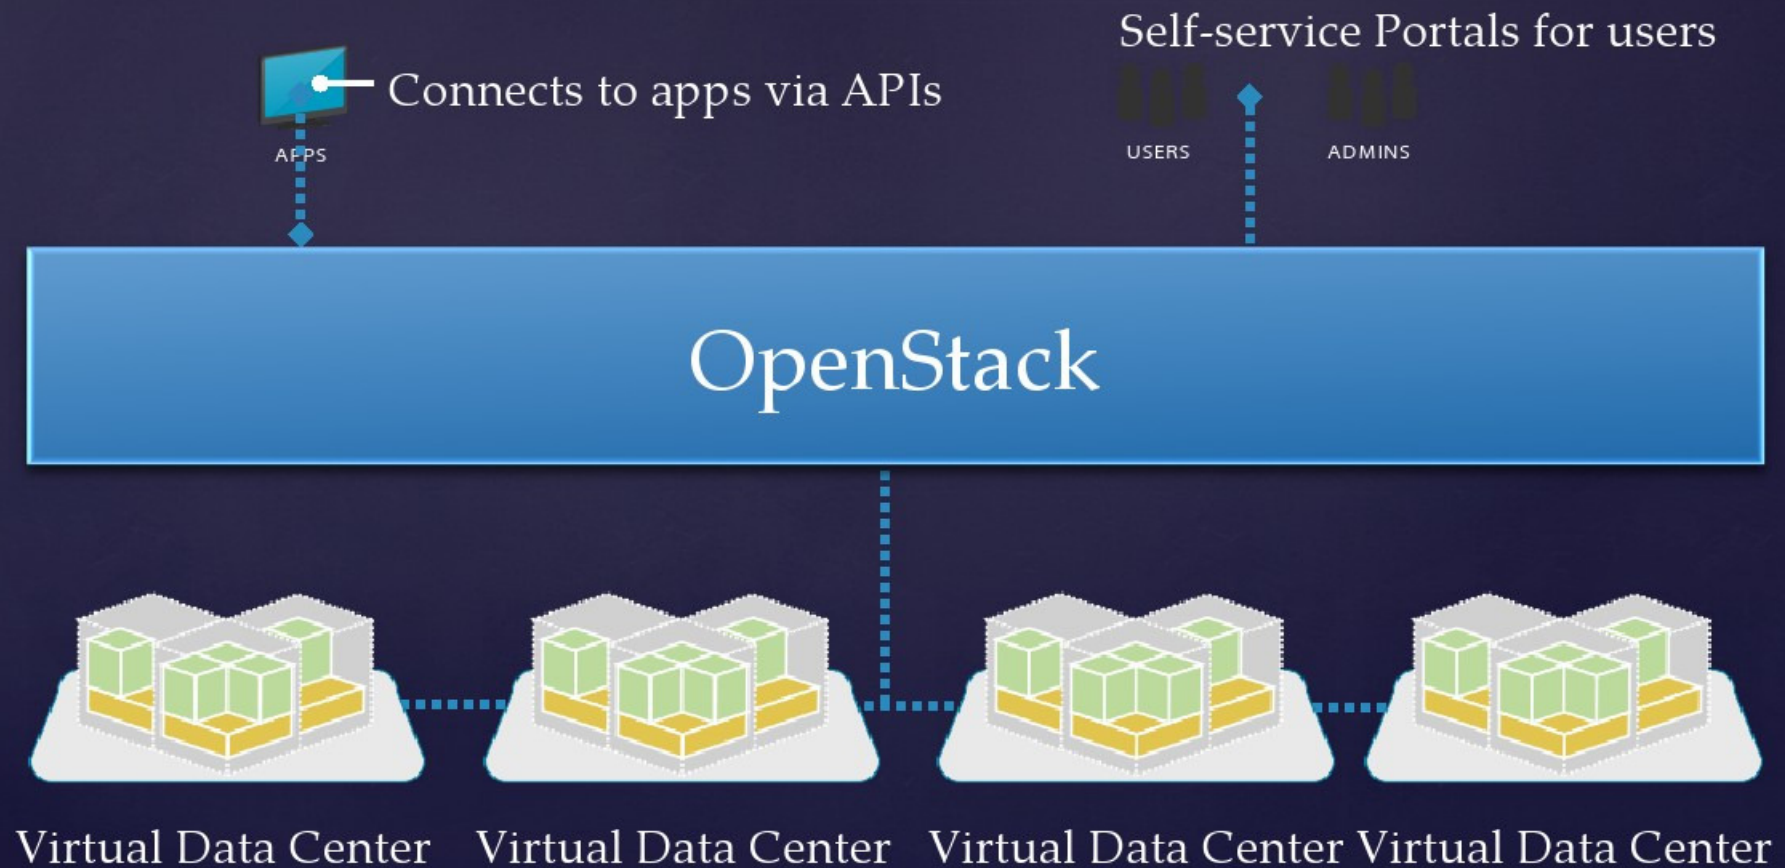 Self-service Portals for users
Connects to apps via APIs
APPS
USERS
ADMINS
OpenStack
Virtual Data Center
Virtual Data Center
Virtual Data Center
Virtual Data Center